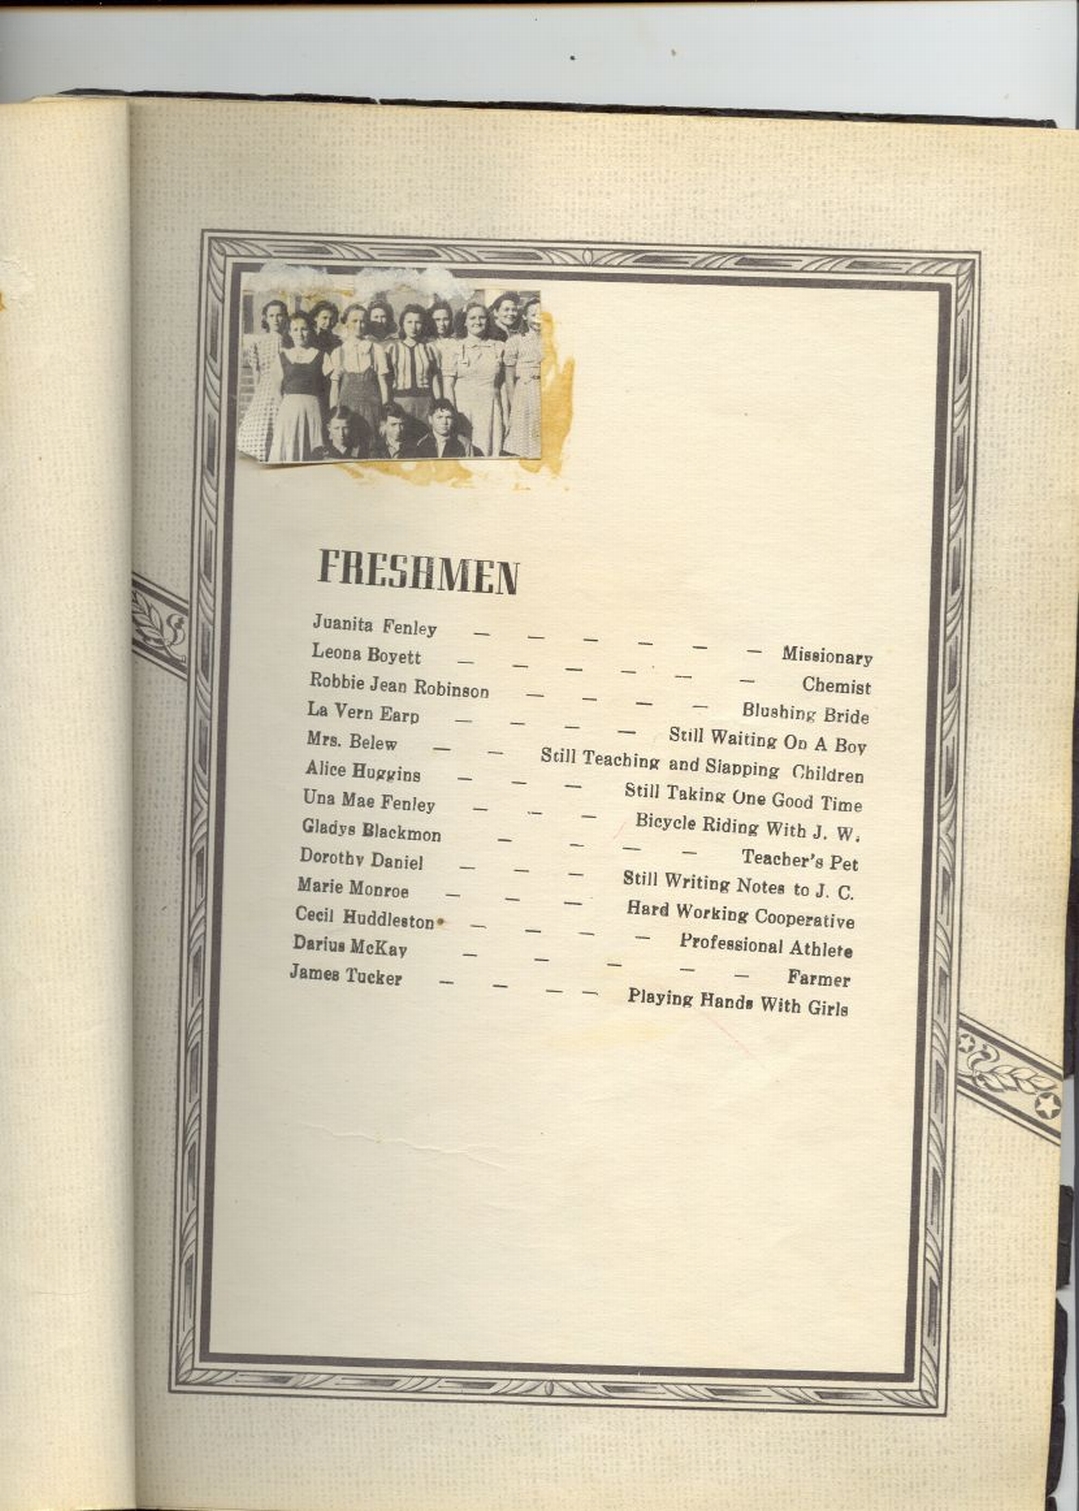 FRESHMEN
Juanita Fenley — — — — — — Missionary
Leona Boyett — — — — — — Chemist
Robbie Jean Robinson — — — — Blushing Bride
La Vern Earp — — — — Still Waiting On A Boy
Mrs. Belew — — Still Teaching and Slapping Children
Alice Huggins — — — Still Taking One Good Time
Una Mae Fenley — — — Bicycle Riding With J. W.
Gladys Blackmon — — — — Teacher's Pet
Dorothy Daniel — — — Still Writing Notes to J. C.
Marie Monroe — — — Hard Working Cooperative
Cecil Huddleston — — — — Professional Athlete
Darius McKay — — — — — Farmer
James Tucker — — — — Playing Hands With Girls